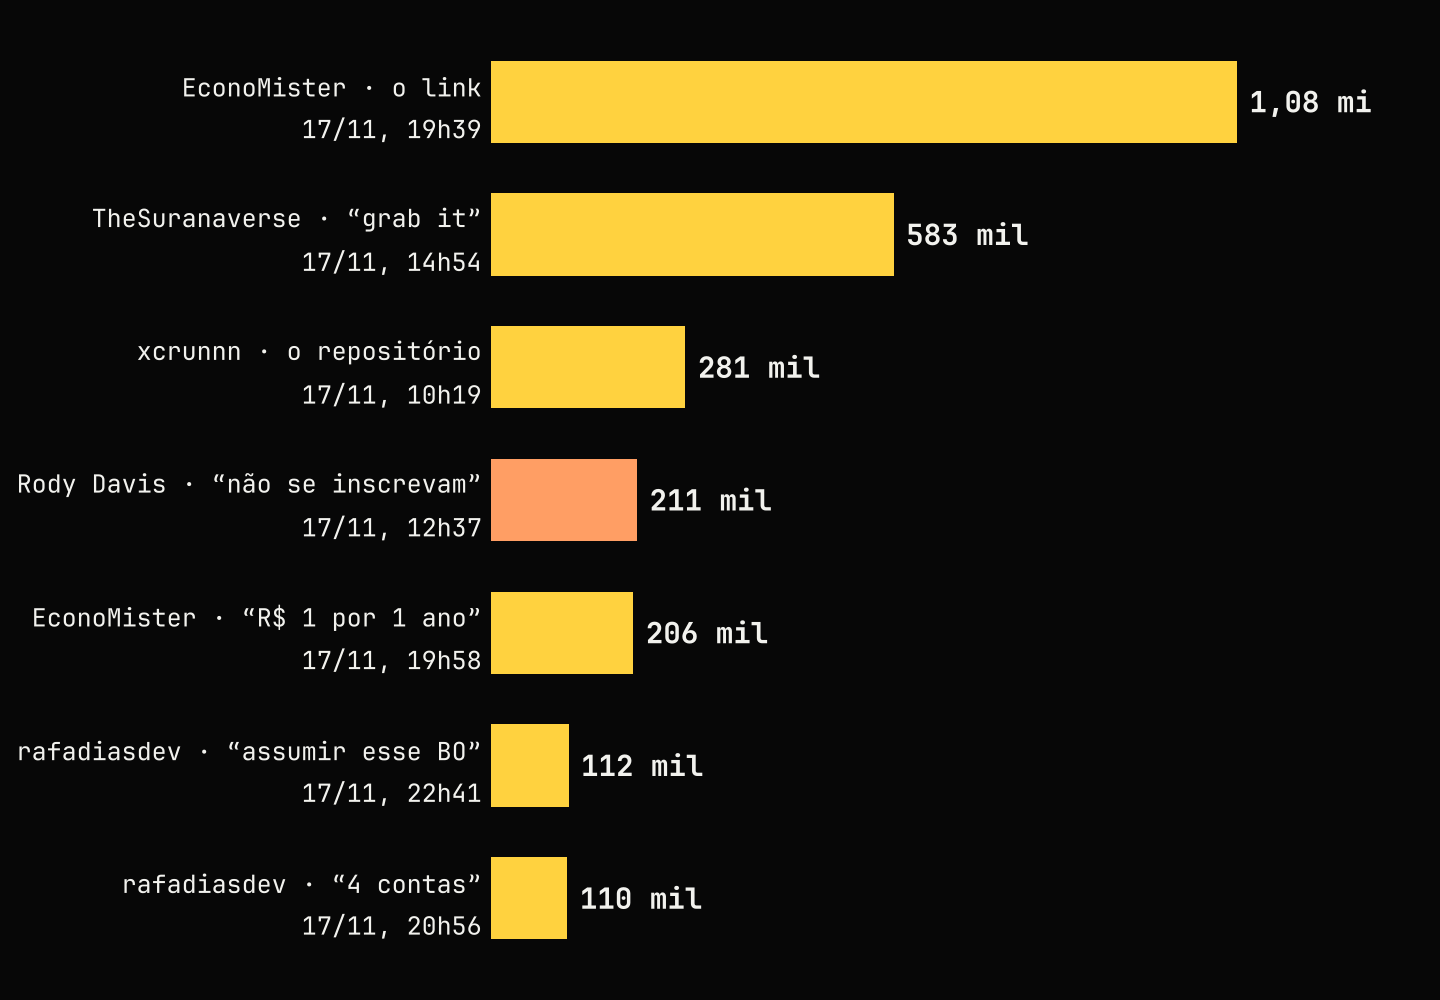 EconoMister · o link
17/11, 19h39
1,08 mi
TheSuranaverse · “grab it”
17/11, 14h54
583 mil
xcrunnn · o repositório
17/11, 10h19
281 mil
Rody Davis · “não se inscrevam”
17/11, 12h37
211 mil
EconoMister · “R$ 1 por 1 ano”
17/11, 19h58
206 mil
rafadiasdev · “assumir esse BO”
17/11, 22h41
112 mil
rafadiasdev · “4 contas”
17/11, 20h56
110 mil